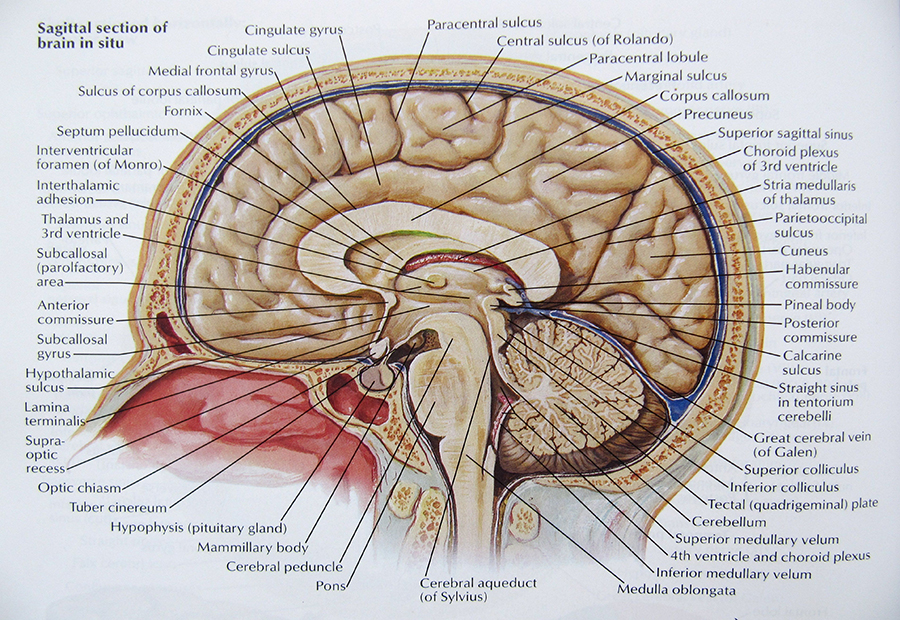 Sagittal section of
brain in situ
Cingulate gyrus
Cingulate sulcus
Medial frontal gyrus
Sulcus of corpus callosum
Fornix
Septum pellucidum
Interventricular
foramen (of Monro)
Interthalamic
adhesion
Thalamus and
3rd ventricle
Subcallosal
(parolfactory)
area
Anterior
commissure
Subcallosal
gyrus
Hypothalamic
sulcus
Lamina
terminalis
Supra-
optic
recess
Optic chiasm
Tuber cinereum
Hypophysis (pituitary gland)
Mammillary body
Cerebral peduncle
Pons
Cerebral aqueduct
(of Sylvius)
Paracentral sulcus
Central sulcus (of Rolando)
Paracentral lobule
Marginal sulcus
Corpus callosum
Precuneus
Superior sagittal sinus
Choroid plexus
of 3rd ventricle
Stria medullaris
of thalamus
Parietooccipital
sulcus
Cuneus
Habenular
commissure
Pineal body
Posterior
commissure
Calcarine
sulcus
Straight sinus
in tentorium
cerebelli
Great cerebral vein
(of Galen)
Superior colliculus
Inferior colliculus
Tectal (quadrigeminal) plate
Cerebellum
Superior medullary velum
4th ventricle and choroid plexus
Inferior medullary velum
Medulla oblongata